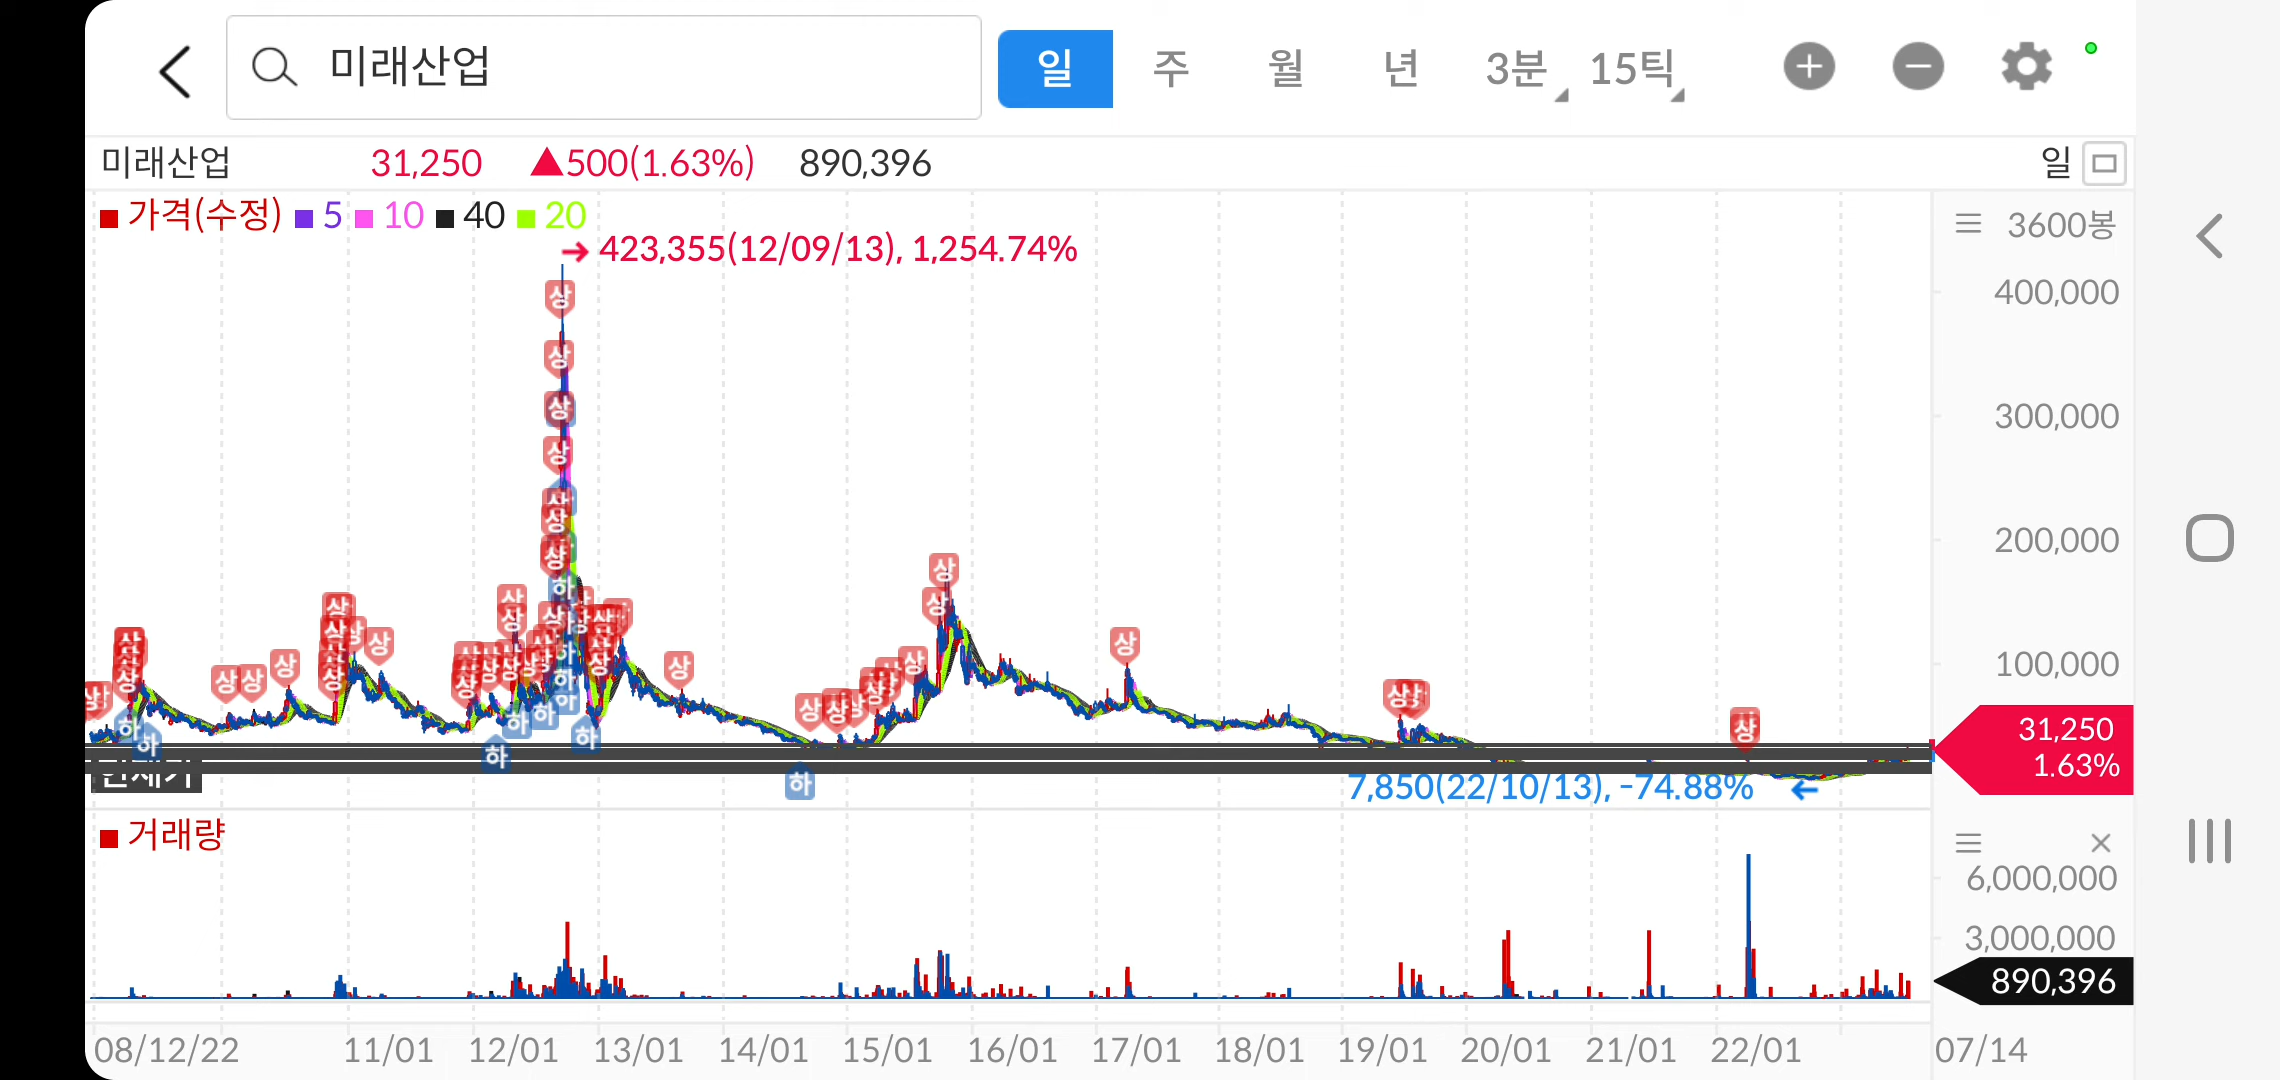 미래산업
일 주 월 년 3분 15틱
미래산업 31,250 ▲500(1.63%) 890,396 일
가격(수정) 5 10 40 20
3600봉
→ 423,355(12/09/13), 1,254.74%
400,000
300,000
200,000
100,000
31,250
1.63%
7,850(22/10/13), -74.88% ←
거래량
6,000,000
3,000,000
890,396
08/12/22 11/01 12/01 13/01 14/01 15/01 16/01 17/01 18/01 19/01 20/01 21/01 22/01 07/14